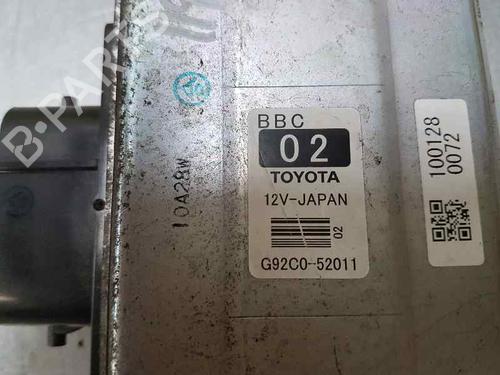 B-PARTS
BBC
02
TOYOTA
12V-JAPAN
02
G92C0-52011
10A28W
100128
0072